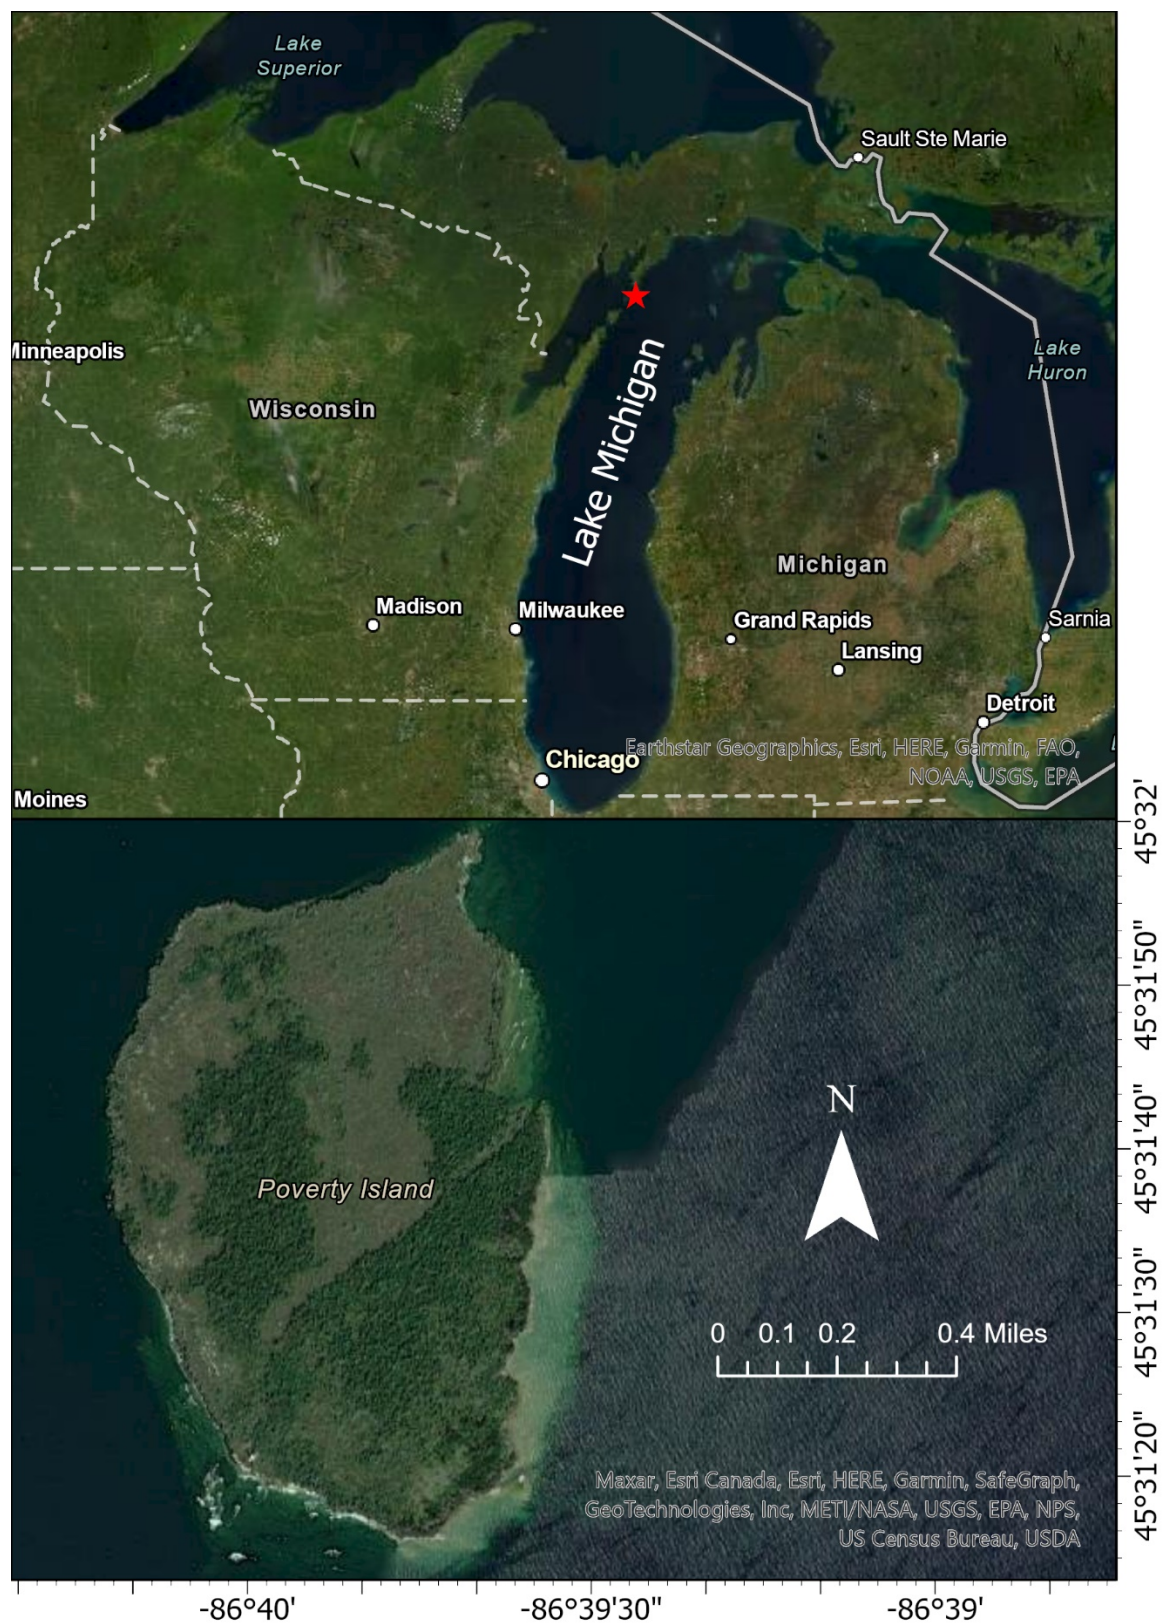 Lake
Superior
Sault Ste Marie
Minneapolis
Lake
Huron
Wisconsin
Lake Michigan
Michigan
Madison
Milwaukee
Grand Rapids
Sarnia
Lansing
Detroit
Chicago
Earthstar Geographics, Esri, HERE, Garmin, FAO,
NOAA, USGS, EPA
Moines
45°32'
45°31'50"
N
45°31'40"
Poverty Island
45°31'30"
0 0.1 0.2 0.4 Miles
45°31'20"
Maxar, Esri Canada, Esri, HERE, Garmin, SafeGraph,
GeoTechnologies, Inc, METI/NASA, USGS, EPA, NPS,
US Census Bureau, USDA
-86°40' -86°39'30" -86°39'